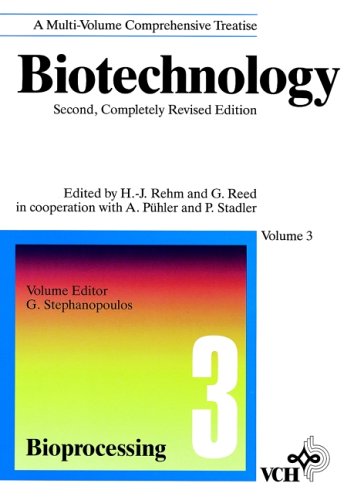 A Multi-Volume Comprehensive Treatise
Biotechnology
Second, Completely Revised Edition
Edited by H.-J. Rehm and G. Reed
in cooperation with A. Pühler and P. Stadler
Volume 3
Volume Editor
G. Stephanopoulos
3
Bioprocessing
VCH